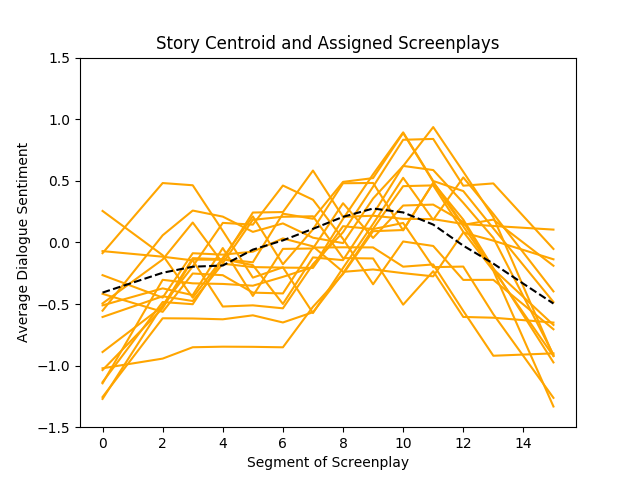 Story Centroid and Assigned Screenplays
1.5
1.0
0.5
0.0
−0.5
−1.0
−1.5
Average Dialogue Sentiment
0 2 4 6 8 10 12 14
Segment of Screenplay